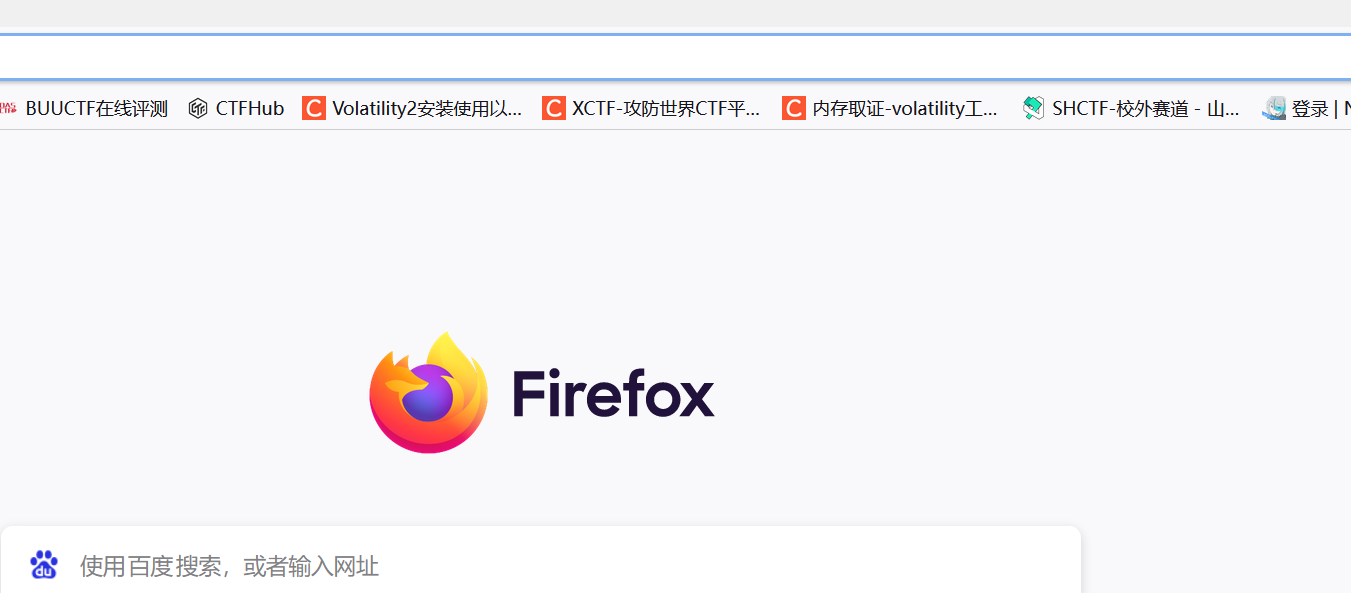 BUUCTF在线评测 CTFHub Volatility2安装使用以... XCTF-攻防世界CTF平... 内存取证-volatility工... SHCTF-校外赛道 - 山... 登录 | N
Firefox
使用百度搜索，或者输入网址